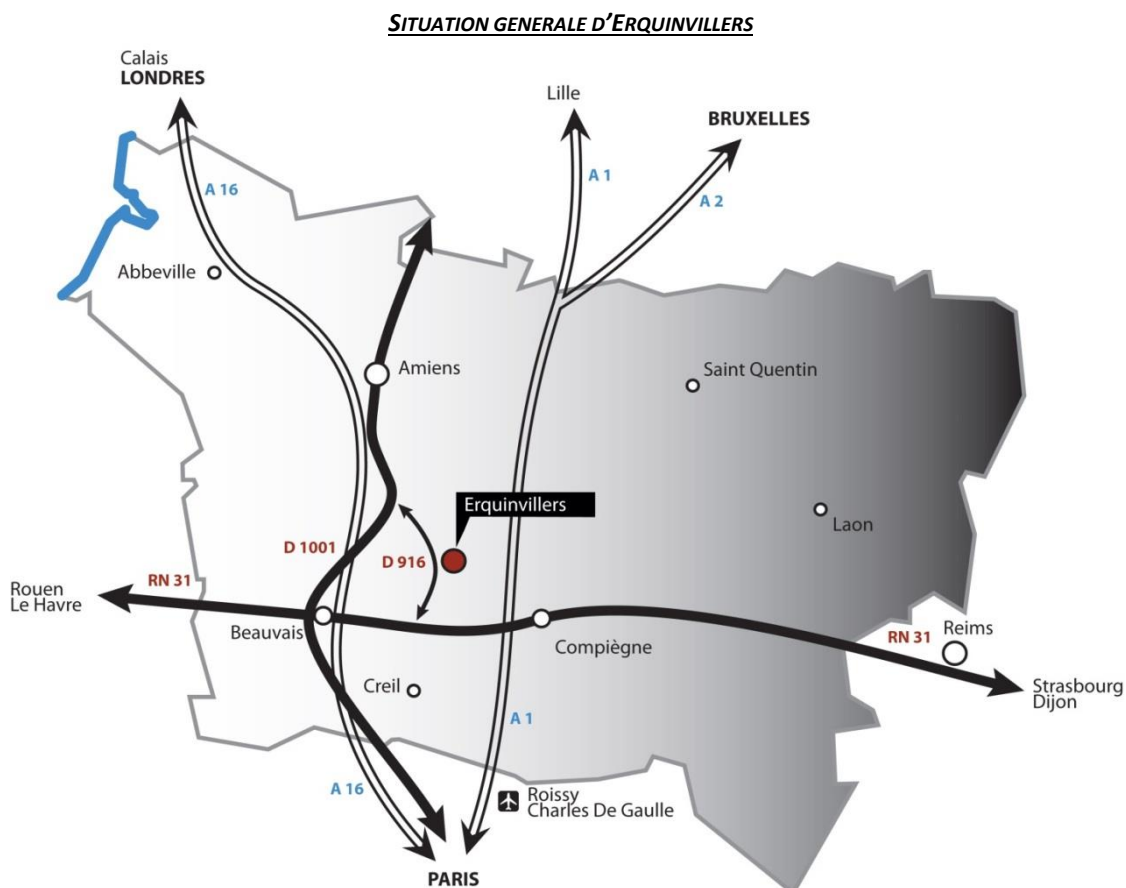 SITUATION GENERALE D'ERQUINVILLERS
Calais
LONDRES
Lille
BRUXELLES
A 1
A 16
A 2
Abbeville
Amiens
Saint Quentin
Erquinvillers
Laon
D 1001
D 916
RN 31
Rouen
Le Havre
Beauvais
Compiègne
RN 31
Reims
Creil
Strasbourg
Dijon
A 1
A 16
Roissy
Charles De Gaulle
PARIS